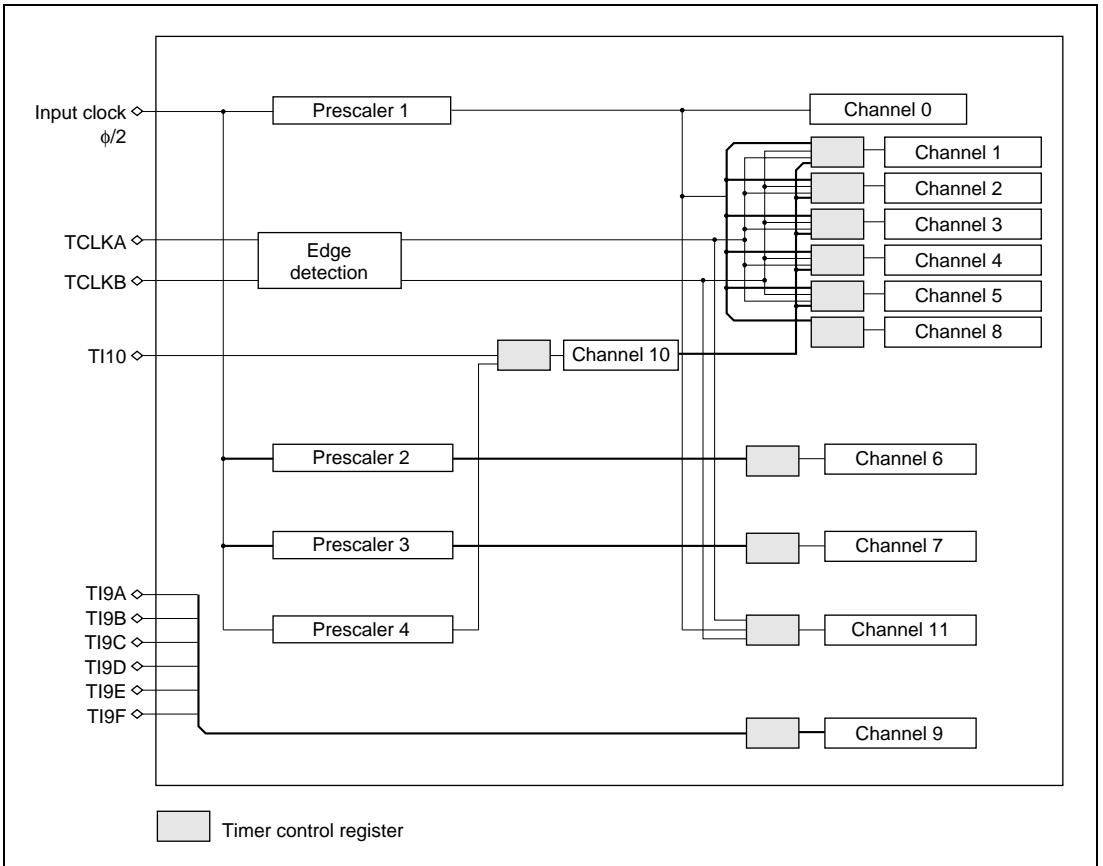 Input clock
ϕ/2
Prescaler 1
Channel 0
Channel 1
Channel 2
TCLKA
Edge
detection
Channel 3
TCLKB
Channel 4
Channel 5
Channel 8
TI10
Channel 10
Prescaler 2
Channel 6
Prescaler 3
Channel 7
TI9A
TI9B
TI9C
TI9D
TI9E
TI9F
Prescaler 4
Channel 11
Channel 9
Timer control register